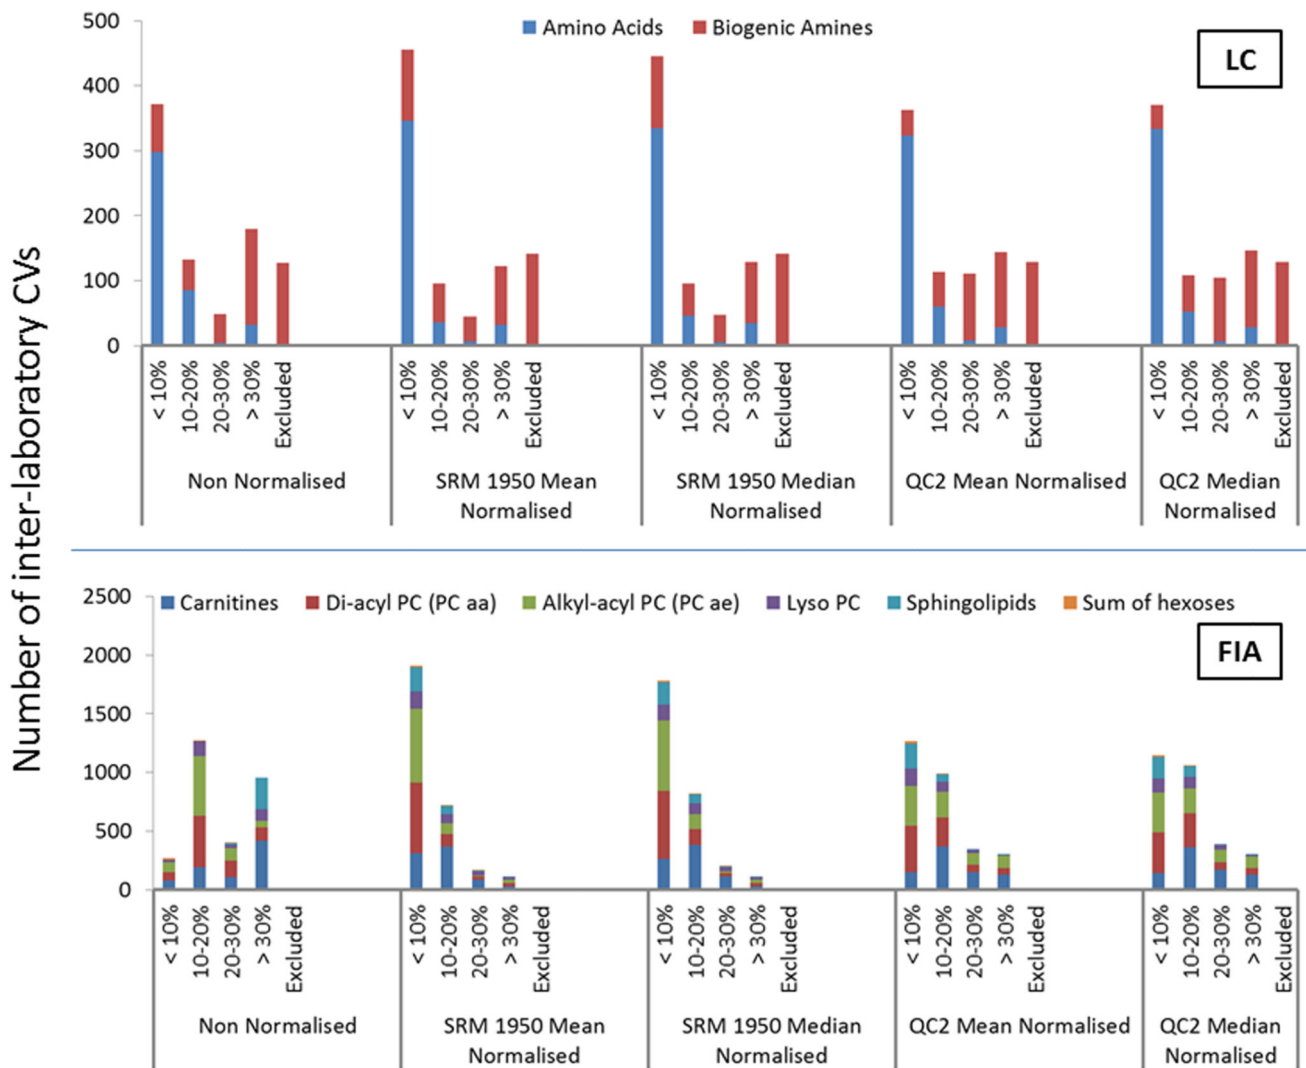 Number of inter-laboratory CVs
500
400
300
200
100
0
Amino Acids Biogenic Amines
LC
< 10% 10-20% 20-30% > 30% Excluded < 10% 10-20% 20-30% > 30% Excluded < 10% 10-20% 20-30% > 30% Excluded < 10% 10-20% 20-30% > 30% Excluded < 10% 10-20% 20-30% > 30% Excluded
Non Normalised
SRM 1950 Mean
Normalised
SRM 1950 Median
Normalised
QC2 Mean Normalised
QC2 Median
Normalised
2500
2000
1500
1000
500
0
Carnitines Di-acyl PC (PC aa) Alkyl-acyl PC (PC ae) Lyso PC Sphingolipids Sum of hexoses
FIA
< 10% 10-20% 20-30% > 30% Excluded < 10% 10-20% 20-30% > 30% Excluded < 10% 10-20% 20-30% > 30% Excluded < 10% 10-20% 20-30% > 30% Excluded < 10% 10-20% 20-30% > 30% Excluded
Non Normalised
SRM 1950 Mean
Normalised
SRM 1950 Median
Normalised
QC2 Mean Normalised
QC2 Median
Normalised